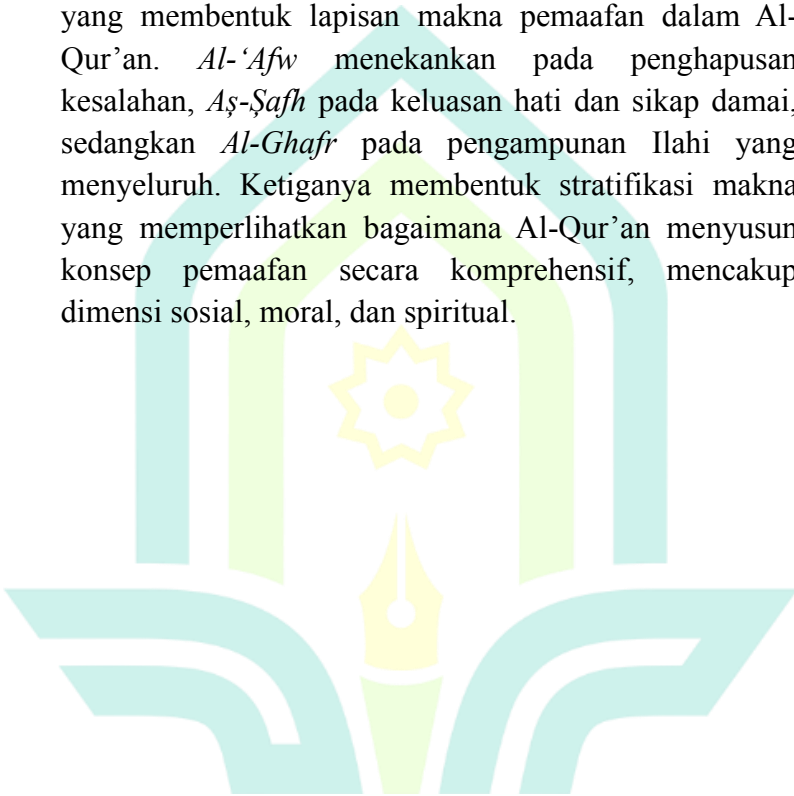 yang membentuk lapisan makna pemaafan dalam Al-
Qur’an. Al-‘Afw menekankan pada penghapusan
kesalahan, Aṣ-Ṣafh pada keluasan hati dan sikap damai,
sedangkan Al-Ghafr pada pengampunan Ilahi yang
menyeluruh. Ketiganya membentuk stratifikasi makna
yang memperlihatkan bagaimana Al-Qur’an menyusun
konsep pemaafan secara komprehensif, mencakup
dimensi sosial, moral, dan spiritual.